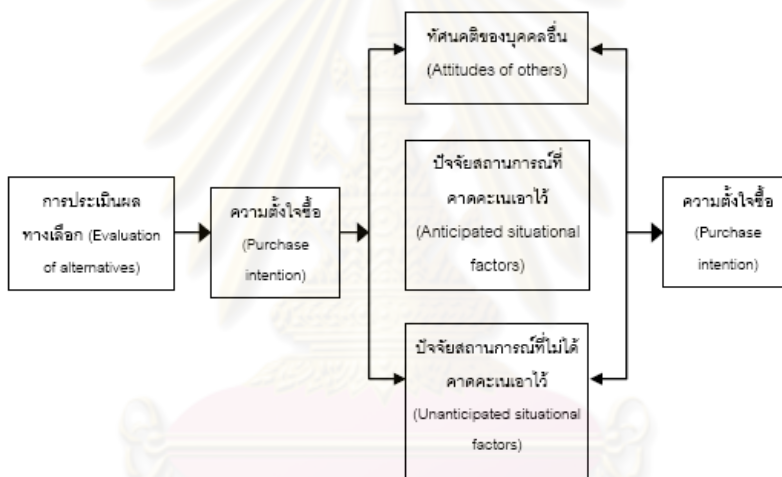 การประเมินผล
ทางเลือก (Evaluation
of alternatives)
ความตั้งใจซื้อ
(Purchase
intention)
ทัศนคติของบุคคลอื่น
(Attitudes of others)
ปัจจัยสถานการณ์ที่
คาดคะเนเอาไว้
(Anticipated situational
factors)
ปัจจัยสถานการณ์ที่ไม่ได้
คาดคะเนเอาไว้
(Unanticipated situational
factors)
ความตั้งใจซื้อ
(Purchase
intention)